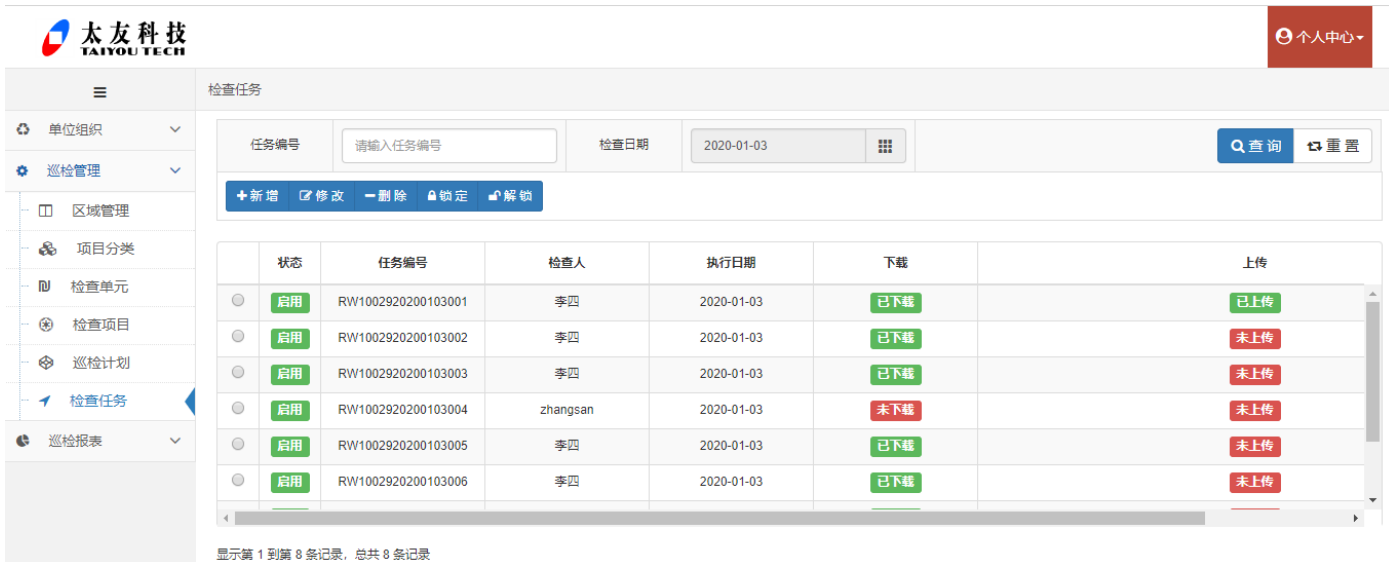 太友科技
TAIYOU TECH
个人中心
检查任务
单位组织
巡检管理
区域管理
项目分类
检查单元
检查项目
巡检计划
检查任务
巡检报表
任务编号 请输入任务编号 检查日期 2020-01-03 查询 重置
新增 修改 删除 锁定 解锁
状态 任务编号 检查人 执行日期 下载 上传
启用 RW1002920200103001 李四 2020-01-03 已下载 已上传
启用 RW1002920200103002 李四 2020-01-03 已下载 未上传
启用 RW1002920200103003 李四 2020-01-03 已下载 未上传
启用 RW1002920200103004 zhangsan 2020-01-03 未下载 未上传
启用 RW1002920200103005 李四 2020-01-03 已下载 未上传
启用 RW1002920200103006 李四 2020-01-03 已下载 未上传
显示第 1 到第 8 条记录，总共 8 条记录